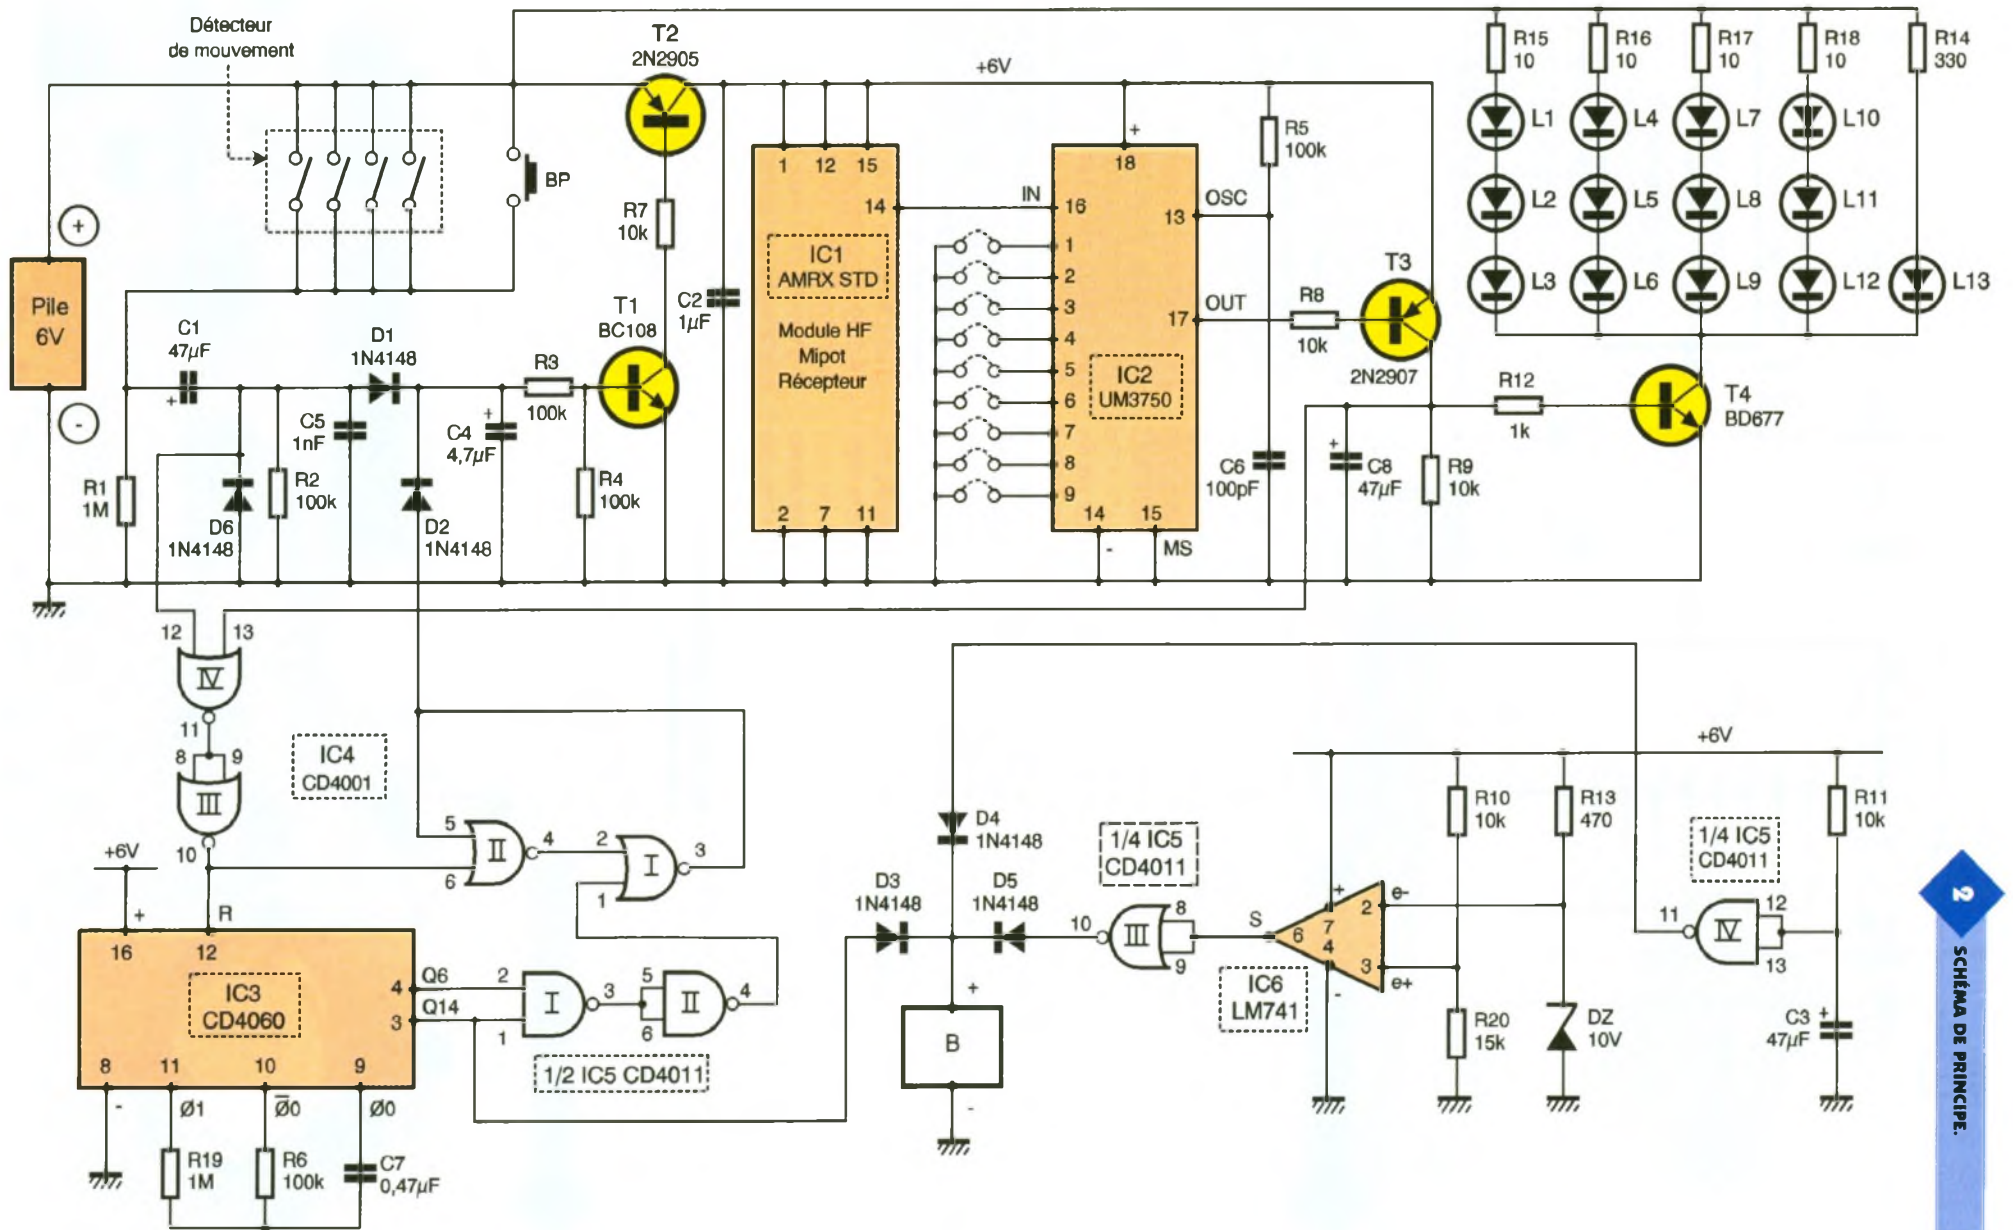 Détecteur
de mouvement
T2
2N2905
+6V
R15
10
R16
10
R17
10
R18
10
R14
330
L1
L4
L7
L10
L2
L5
L8
L11
L3
L6
L9
L12
L13
+
Pile
6V
-
BP
R7
10k
C2
1µF
1
12
15
14
IC1
AMRX STD
Module HF
Mipot
Récepteur
2
7
11
IN
+
18
16
13
OSC
1
2
3
4
5
6
7
8
9
17
OUT
IC2
UM3750
14
15
-
MS
R5
100k
R8
10k
T3
2N2907
C6
100pF
C8
+
47µF
R9
10k
R12
1k
T4
BD677
C1
47µF
+
D1
1N4148
R3
100k
T1
BC108
R1
1M
D6
1N4148
R2
100k
C5
1nF
D2
1N4148
C4
+
4,7µF
R4
100k
12
13
IV
11
8
9
III
10
IC4
CD4001
5
6
II
4
2
1
I
3
+6V
+
R
16
12
IC3
CD4060
4
Q6
3
Q14
8
11
10
9
-
Ø1
Ø0
Ø0
R19
1M
R6
100k
C7
0,47µF
2
1
I
3
5
6
II
4
1/2 IC5 CD4011
D4
1N4148
D3
1N4148
D5
1N4148
+
B
-
1/4 IC5
CD4011
10
III
8
9
S
6
+
7
4
-
2
3
e-
e+
IC6
LM741
+6V
R10
10k
R13
470
R20
15k
DZ
10V
1/4 IC5
CD4011
11
IV
12
13
R11
10k
C3
+
47µF
2
SCHÉMA DE PRINCIPE.